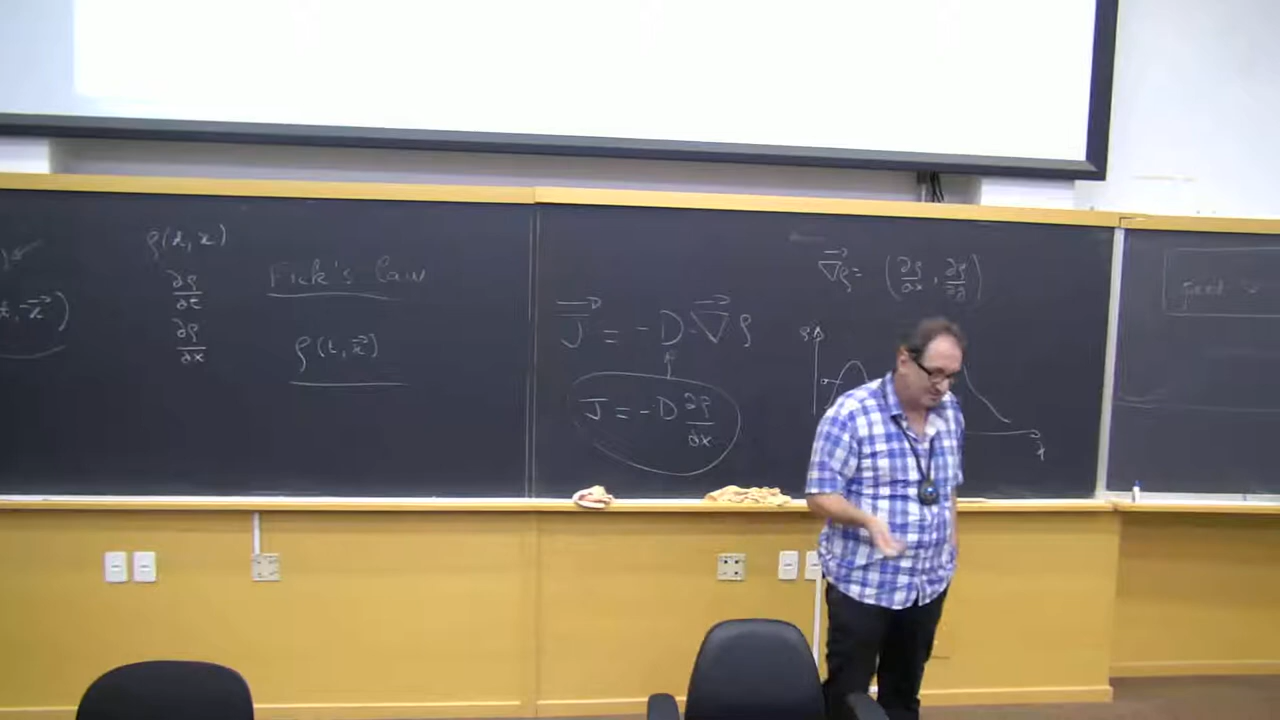 ρ(t, x)
∂ρ/∂t
∂ρ/∂x
t, x⃗)
Fick's law
ρ(t, x⃗)
J⃗ = -D ∇⃗ρ
J = -D ∂ρ/∂x
∇⃗ρ = (∂ρ/∂x, ∂ρ/∂y)
ρ
x